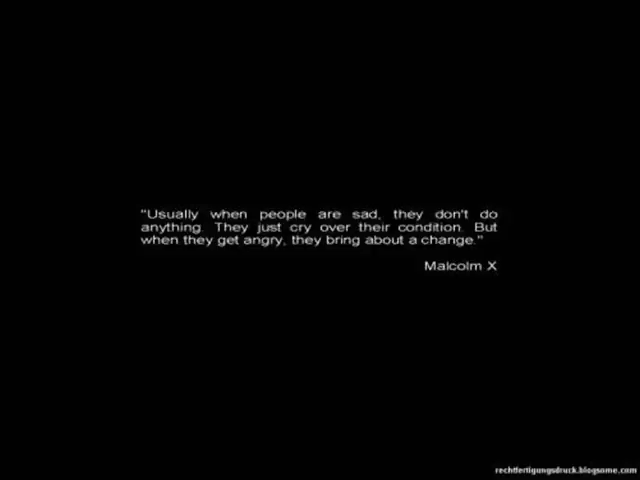 "Usually when people are sad, they don't do
anything. They just cry over their condition. But
when they get angry, they bring about a change."
Malcolm X
rechtfertigungsdruck.blogsome.com